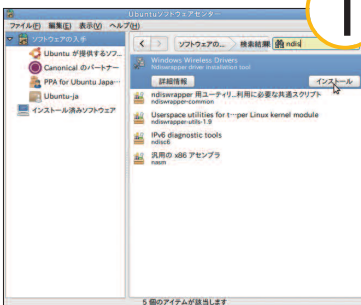 Ubuntuソフトウェアセンター
ファイル(F) 編集(E) 表示(V) ヘルプ(H)
ソフトウェアの入手
Ubuntu が提供するソフ...
Canonical のパートナー
PPA for Ubuntu Japa…
Ubuntu-ja
インストール済みソフトウェア
ソフトウェアの... 検索結果 ndis
Windows Wireless Drivers
Ndiswrapper driver installation tool
詳細情報 インストール
ndiswrapper 用ユーティリ...利用に必要な共通スクリプト
ndiswrapper-common
Userspace utilities for t…per Linux kernel module
ndiswrapper-utils-1.9
IPv6 diagnostic tools
ndisc6
汎用の x86 アセンブラ
nasm
5 個のアイテムが該当します
1